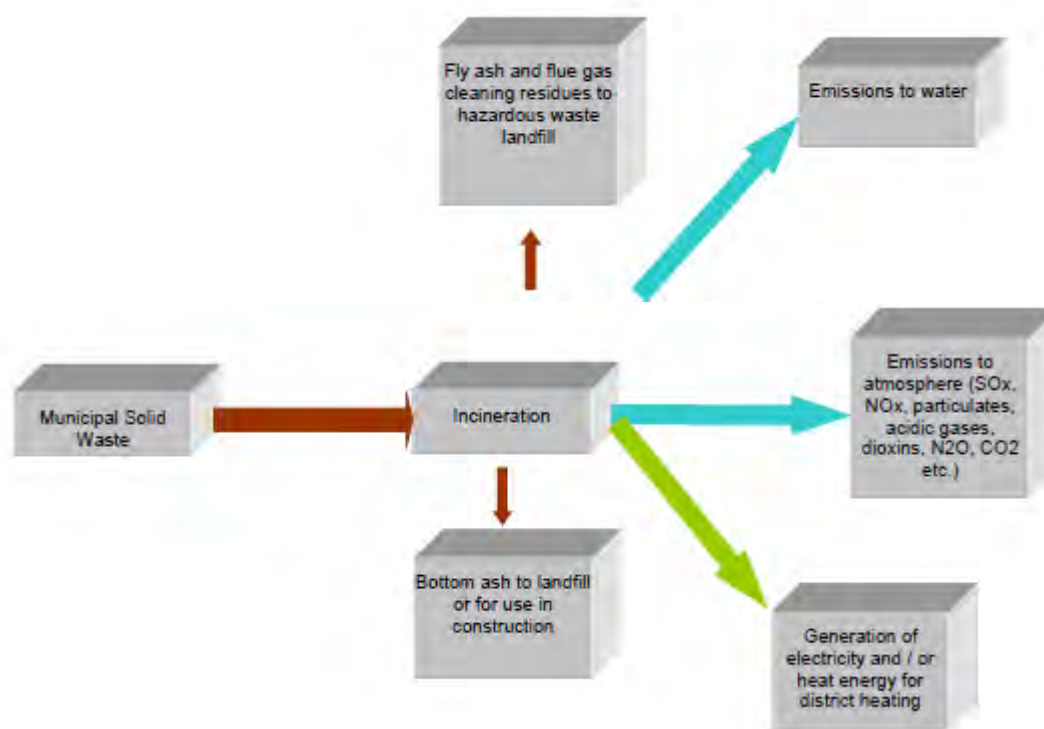 Fly ash and flue gas
cleaning residues to
hazardous waste
landfill
Emissions to water
Municipal Solid
Waste
Incineration
Emissions to
atmosphere (SOx,
NOx, particulates,
acidic gases,
dioxins, N2O, CO2
etc.)
Bottom ash to landfill
or for use in
construction
Generation of
electricity and / or
heat energy for
district heating